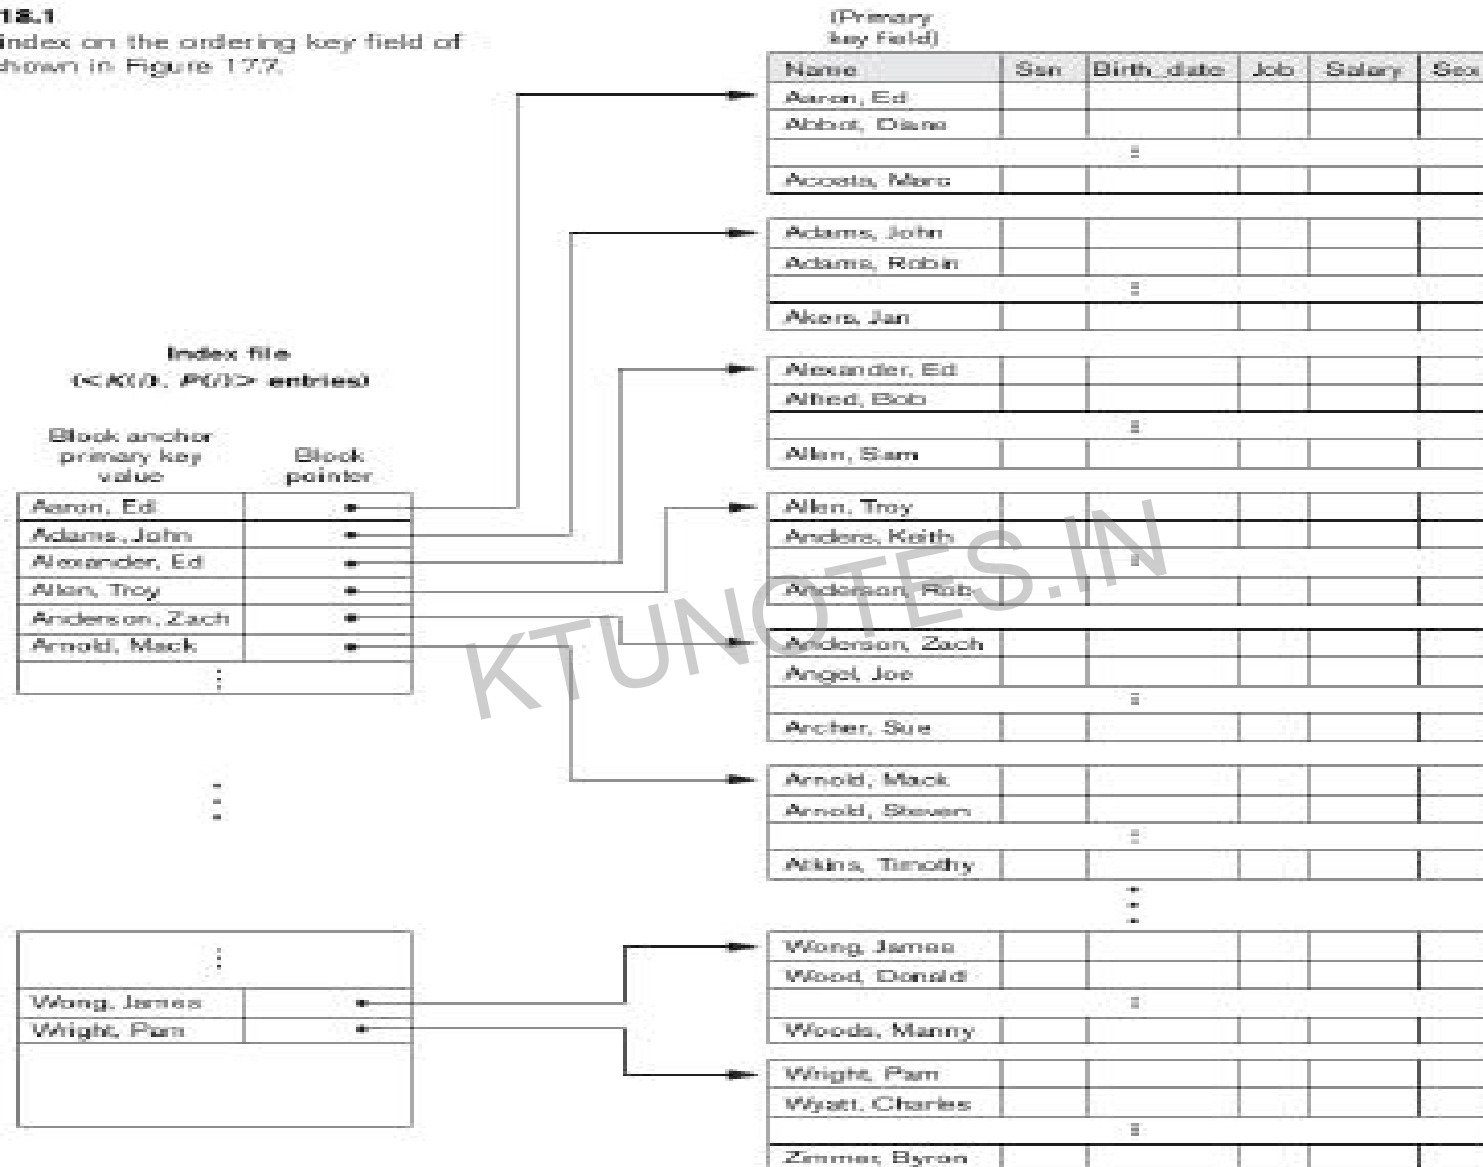 18.1
index on the ordering key field of
shown in Figure 17.7.
(Primary
key field)
Name Ssn Birth_date Job Salary Sex
Aaron, Ed
Abbot, Diane
Acosta, Marc
Adams, John
Adams, Robin
Akers, Jan
Index file
(<K(i), P(i)> entries)
Alexander, Ed
Alfred, Bob
Allen, Sam
Block anchor
primary key
value
Block
pointer
Aaron, Ed
Adams, John
Alexander, Ed
Allen, Troy
Anderson, Zach
Arnold, Mack
Allen, Troy
Anders, Keith
Anderson, Rob
Anderson, Zach
Angel, Joe
Archer, Sue
KTUNOTES.IN
Arnold, Mack
Arnold, Steven
Atkins, Timothy
Wong, James
Wright, Pam
Wong, James
Wood, Donald
Woods, Manny
Wright, Pam
Wyatt, Charles
Zimmer, Byron